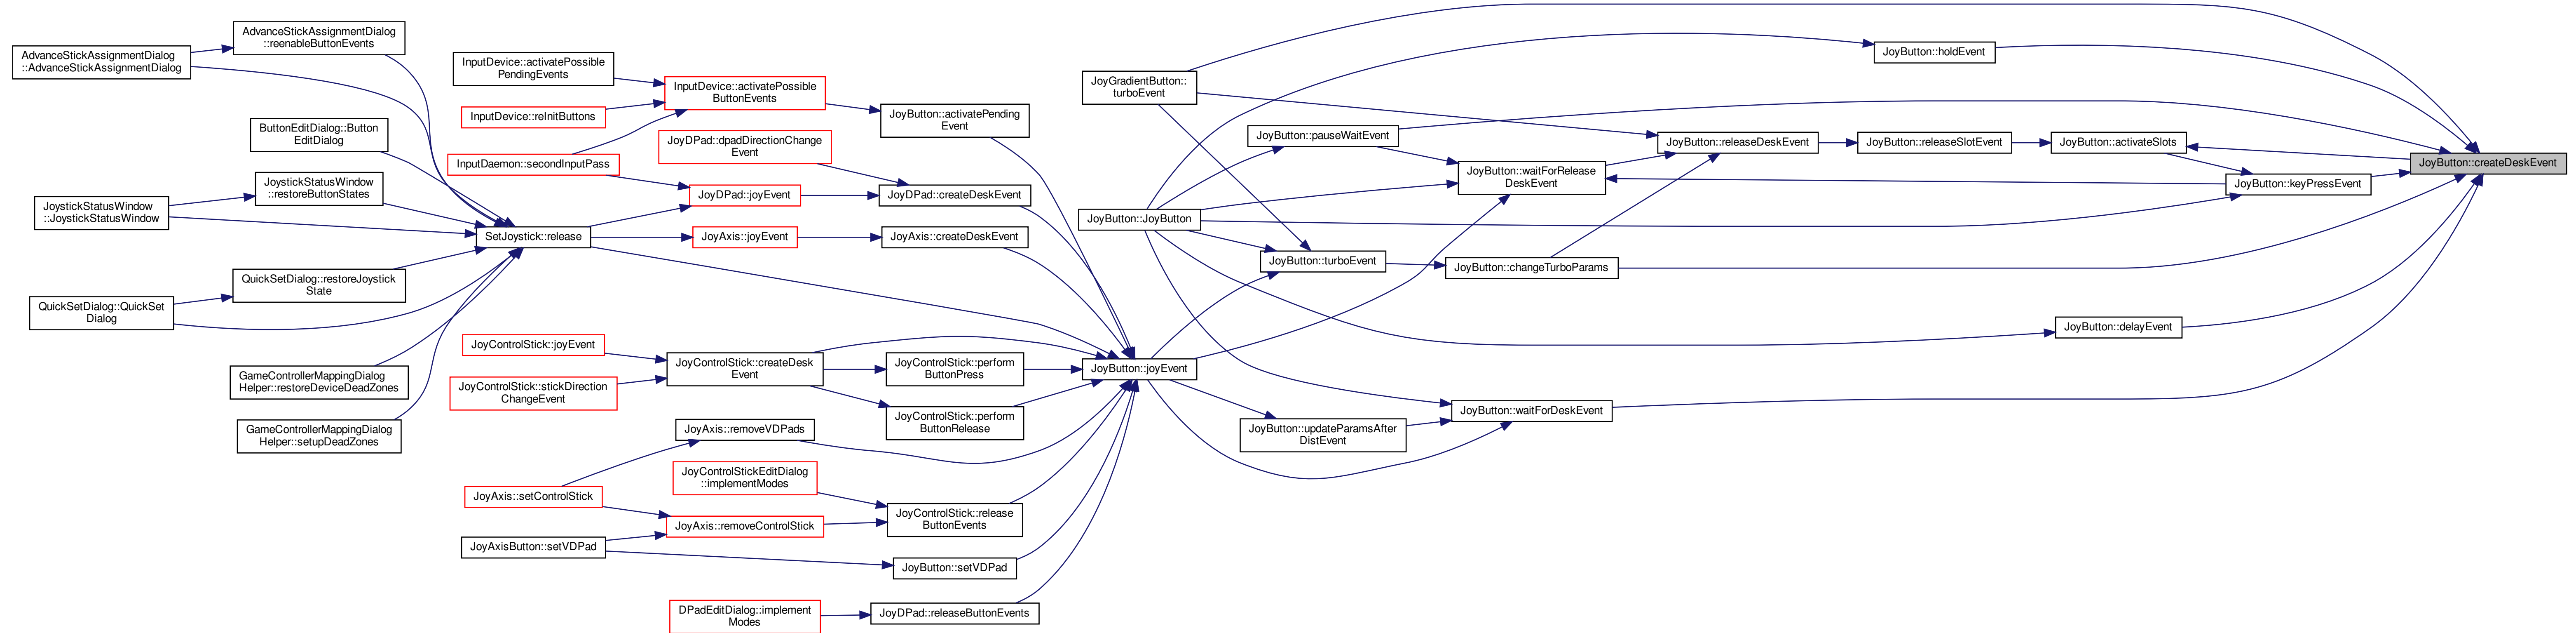 AdvanceStickAssignmentDialog
::AdvanceStickAssignmentDialog
AdvanceStickAssignmentDialog
::reenableButtonEvents
ButtonEditDialog::Button
EditDialog
JoystickStatusWindow
::JoystickStatusWindow
JoystickStatusWindow
::restoreButtonStates
QuickSetDialog::QuickSet
Dialog
QuickSetDialog::restoreJoystick
State
GameControllerMappingDialog
Helper::restoreDeviceDeadZones
GameControllerMappingDialog
Helper::setupDeadZones
InputDevice::activatePossible
PendingEvents
InputDevice::reInitButtons
InputDaemon::secondInputPass
SetJoystick::release
JoyControlStick::joyEvent
JoyControlStick::stickDirection
ChangeEvent
JoyAxis::setControlStick
JoyAxisButton::setVDPad
InputDevice::activatePossible
ButtonEvents
JoyDPad::dpadDirectionChange
Event
JoyDPad::joyEvent
JoyAxis::joyEvent
JoyControlStick::createDesk
Event
JoyAxis::removeVDPads
JoyControlStickEditDialog
::implementModes
JoyAxis::removeControlStick
DPadEditDialog::implement
Modes
JoyButton::activatePending
Event
JoyDPad::createDeskEvent
JoyAxis::createDeskEvent
JoyControlStick::perform
ButtonPress
JoyControlStick::perform
ButtonRelease
JoyControlStick::release
ButtonEvents
JoyButton::setVDPad
JoyDPad::releaseButtonEvents
JoyGradientButton::
turboEvent
JoyButton::JoyButton
JoyButton::joyEvent
JoyButton::pauseWaitEvent
JoyButton::turboEvent
JoyButton::updateParamsAfter
DistEvent
JoyButton::waitForRelease
DeskEvent
JoyButton::changeTurboParams
JoyButton::waitForDeskEvent
JoyButton::releaseDeskEvent
JoyButton::holdEvent
JoyButton::releaseSlotEvent
JoyButton::activateSlots
JoyButton::delayEvent
JoyButton::keyPressEvent
JoyButton::createDeskEvent